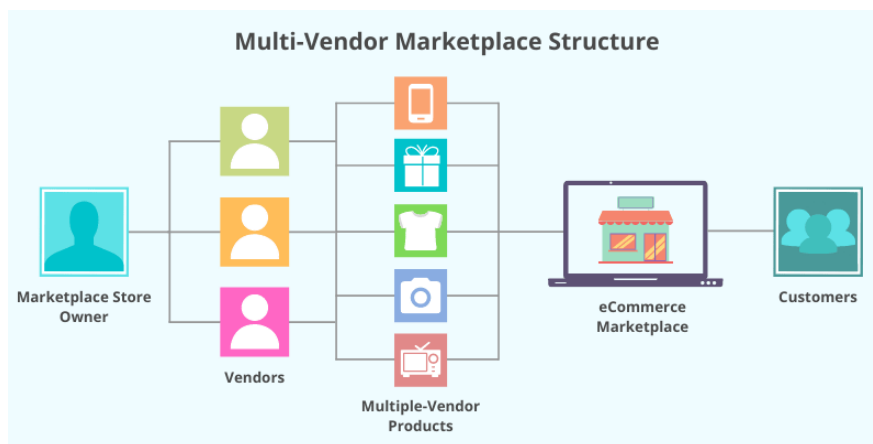 Multi-Vendor Marketplace Structure
Marketplace Store
Owner
Vendors
Multiple-Vendor
Products
eCommerce
Marketplace
Customers